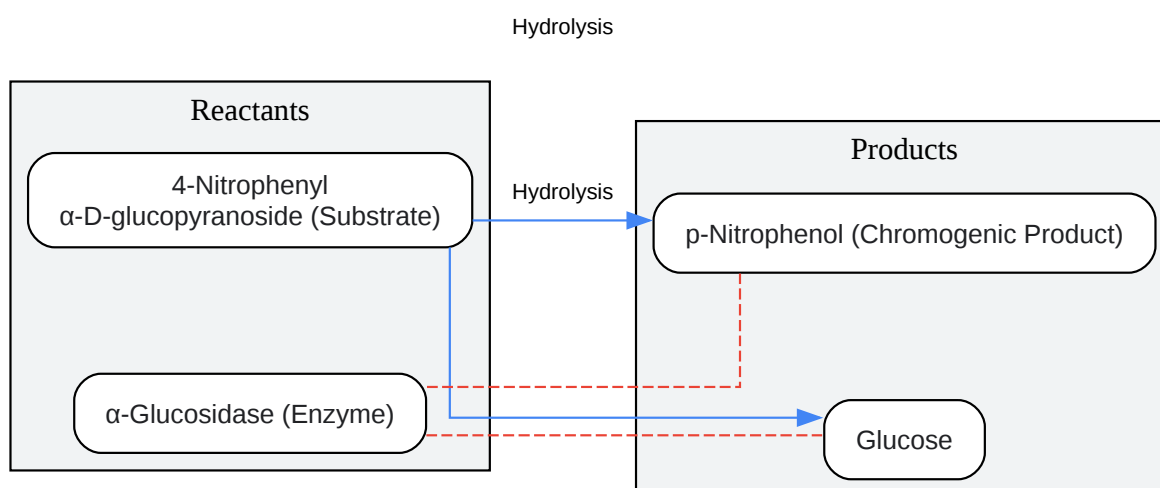 Hydrolysis
Reactants
4-Nitrophenyl
α-D-glucopyranoside (Substrate)
α-Glucosidase (Enzyme)
Hydrolysis
Products
p-Nitrophenol (Chromogenic Product)
Glucose